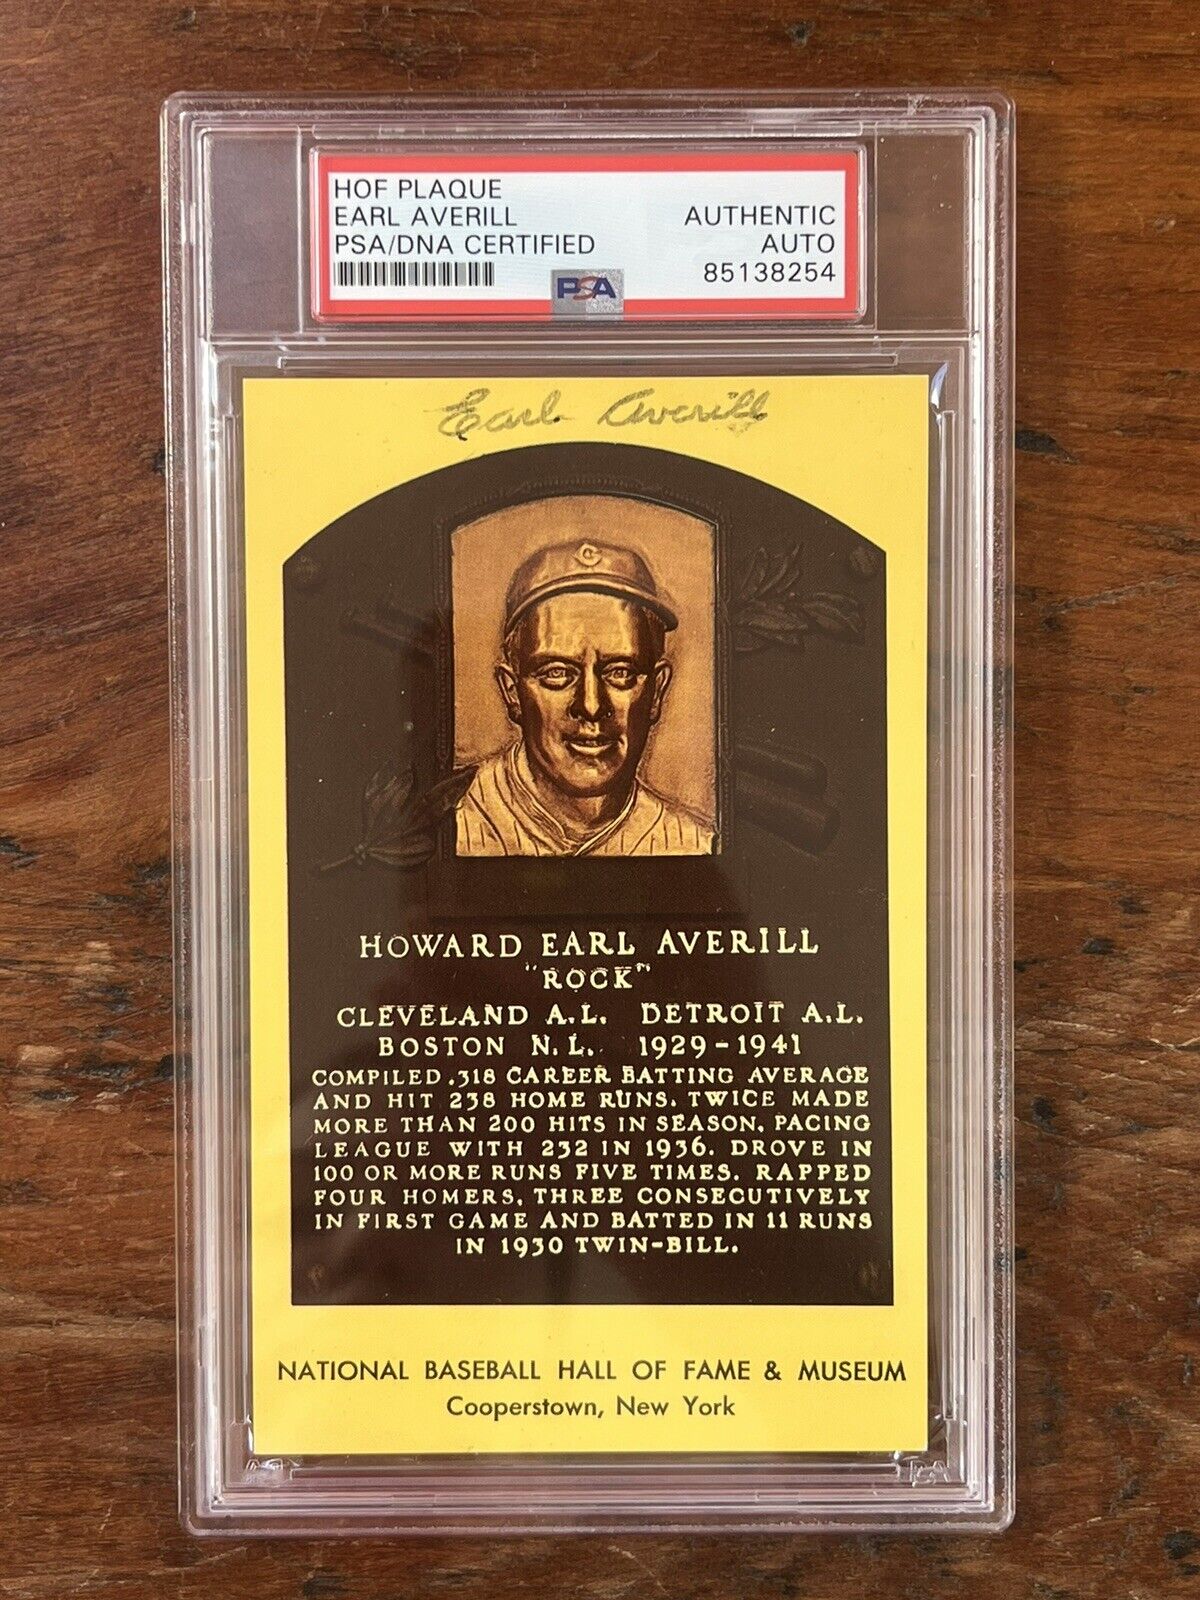 HOF PLAQUE
EARL AVERILL
PSA/DNA CERTIFIED
AUTHENTIC
AUTO
85138254
PSA
Earl Averill
C
HOWARD EARL AVERILL
"ROCK"
CLEVELAND A.L. DETROIT A.L.
BOSTON N.L. 1929-1941
COMPILED .318 CAREER BATTING AVERAGE
AND HIT 238 HOME RUNS. TWICE MADE
MORE THAN 200 HITS IN SEASON, PACING
LEAGUE WITH 232 IN 1936. DROVE IN
100 OR MORE RUNS FIVE TIMES. RAPPED
FOUR HOMERS, THREE CONSECUTIVELY
IN FIRST GAME AND BATTED IN 11 RUNS
IN 1930 TWIN-BILL.
NATIONAL BASEBALL HALL OF FAME & MUSEUM
Cooperstown, New York